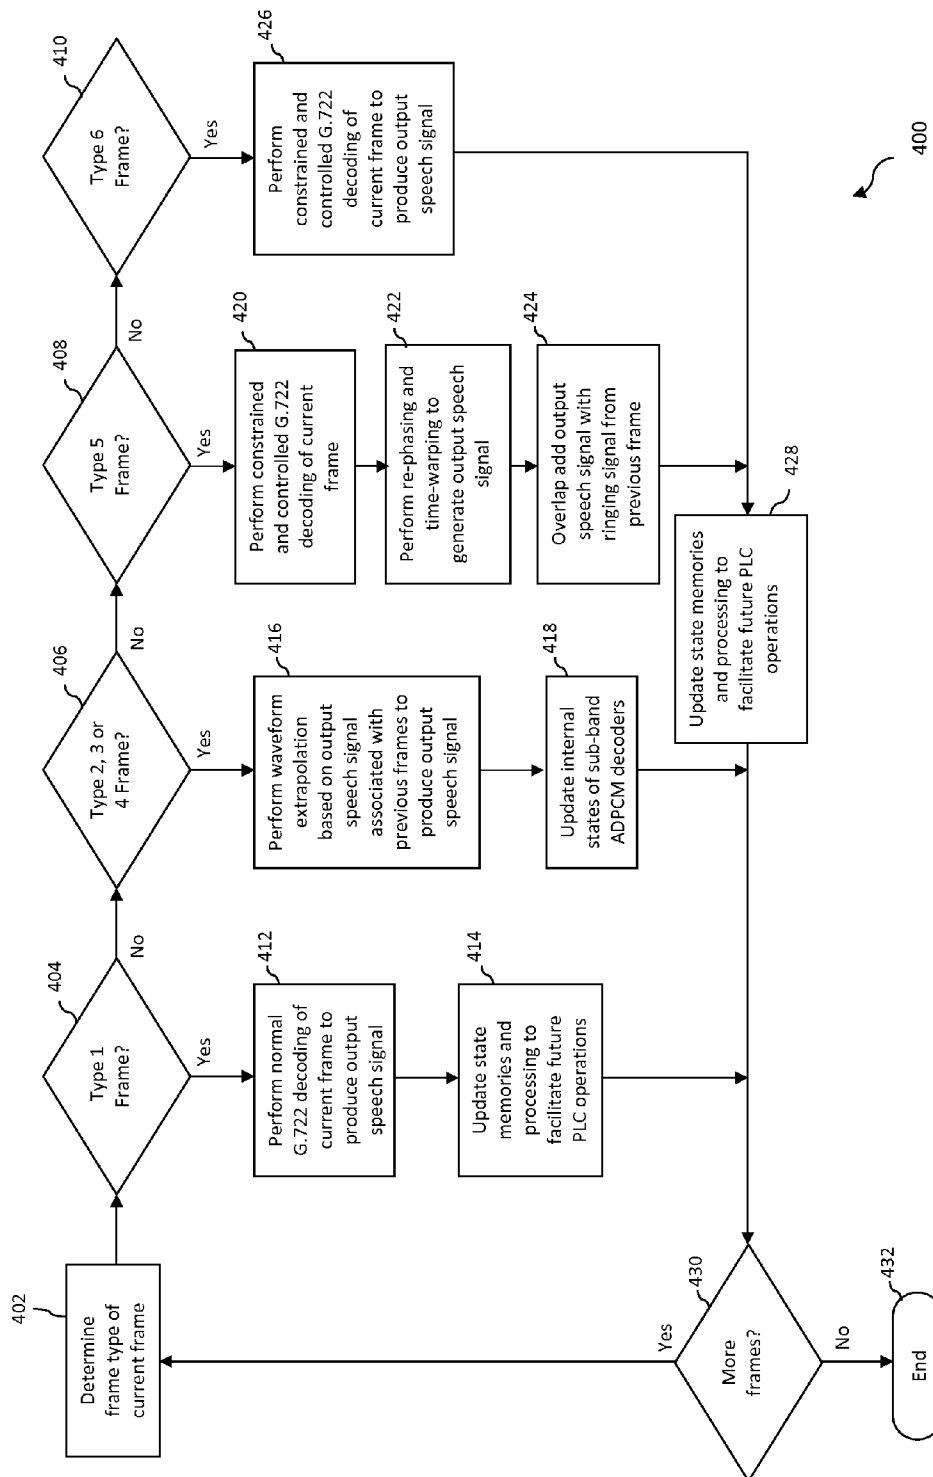 402
Determine
frame type of
current frame
404
Type 1
Frame?
No
Yes
406
Type 2, 3 or
4 Frame?
No
Yes
408
Type 5
Frame?
No
Yes
410
Type 6
Frame?
Yes
412
Perform normal
G.722 decoding of
current frame to
produce output
speech signal
414
Update state
memories and
processing to
facilitate future
PLC operations
416
Perform waveform
extrapolation
based on output
speech signal
associated with
previous frames to
produce output
speech signal
418
Update internal
states of sub-band
ADPCM decoders
420
Perform constrained
and controlled G.722
decoding of current
frame
422
Perform re-phasing and
time-warping to
generate output speech
signal
424
Overlap add output
speech signal with
ringing signal from
previous frame
426
Perform
constrained and
controlled G.722
decoding of
current frame to
produce output
speech signal
428
Update state memories
and processing to
facilitate future PLC
operations
430
More
frames?
Yes
No
432
End
400